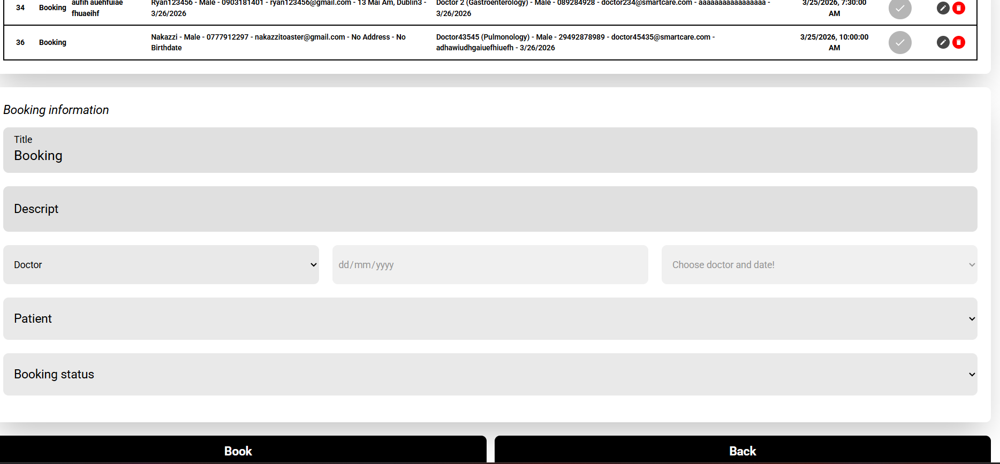 34 Booking aufih auehfuiae Ryan123456 - Male - 0903181401 - ryan123456@gmail.com - 13 Mai Am, Dublin3 - Doctor 2 (Gastroenterology) - Male - 089284928 - doctor234@smartcare.com - aaaaaaaaaaaaaaaaa - 3/25/2026, 7:30:00
fhuaeihf 3/26/2026 3/26/2026 AM
36 Booking Nakazzi - Male - 0777912297 - nakazzitoaster@gmail.com - No Address - No Doctor43545 (Pulmonology) - Male - 29492878989 - doctor45435@smartcare.com - 3/25/2026, 10:00:00
Birthdate adhawiudhgaiuefhiuefh - 3/26/2026 AM
Booking information
Title
Booking
Descript
Doctor dd/mm/yyyy Choose doctor and date!
Patient
Booking status
Book Back